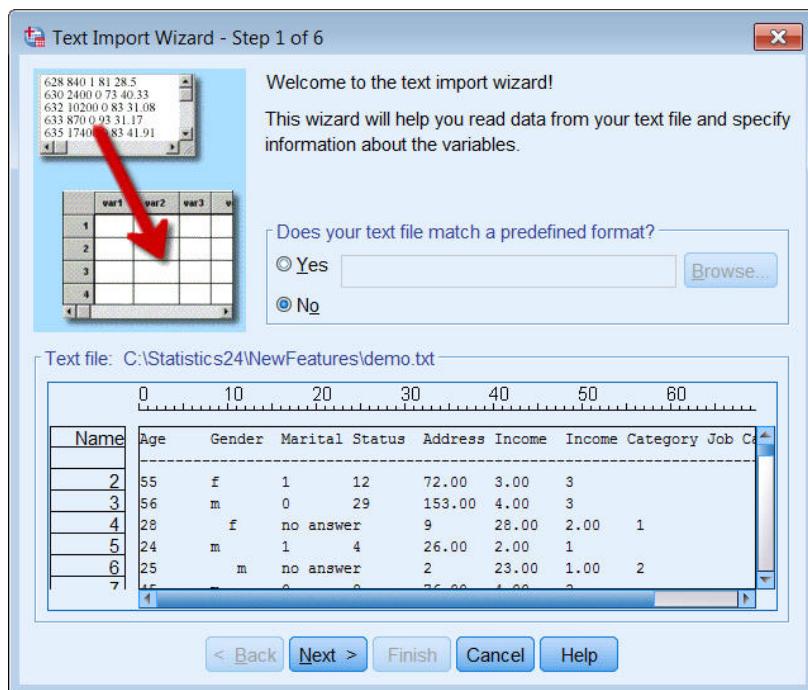 Text Import Wizard - Step 1 of 6
628 840 1 81 28.5
630 2400 0 73 40.33
632 10200 0 83 31.08
633 870 0 93 31.17
635 1740 83 41.91
var1 var2 var3
1
2
3
4
Welcome to the text import wizard!
This wizard will help you read data from your text file and specify
information about the variables.
Does your text file match a predefined format?
Yes
Browse...
No
Text file: C:\Statistics24\NewFeatures\demo.txt
0 10 20 30 40 50 60
Name Age Gender Marital Status Address Income Income Category Job
2 55 f 1 12 72.00 3.00 3
3 56 m 0 29 153.00 4.00 3
4 28 f no answer 9 28.00 2.00 1
5 24 m 1 4 26.00 2.00 1
6 25 m no answer 2 23.00 1.00 2
7
< Back Next > Finish Cancel Help